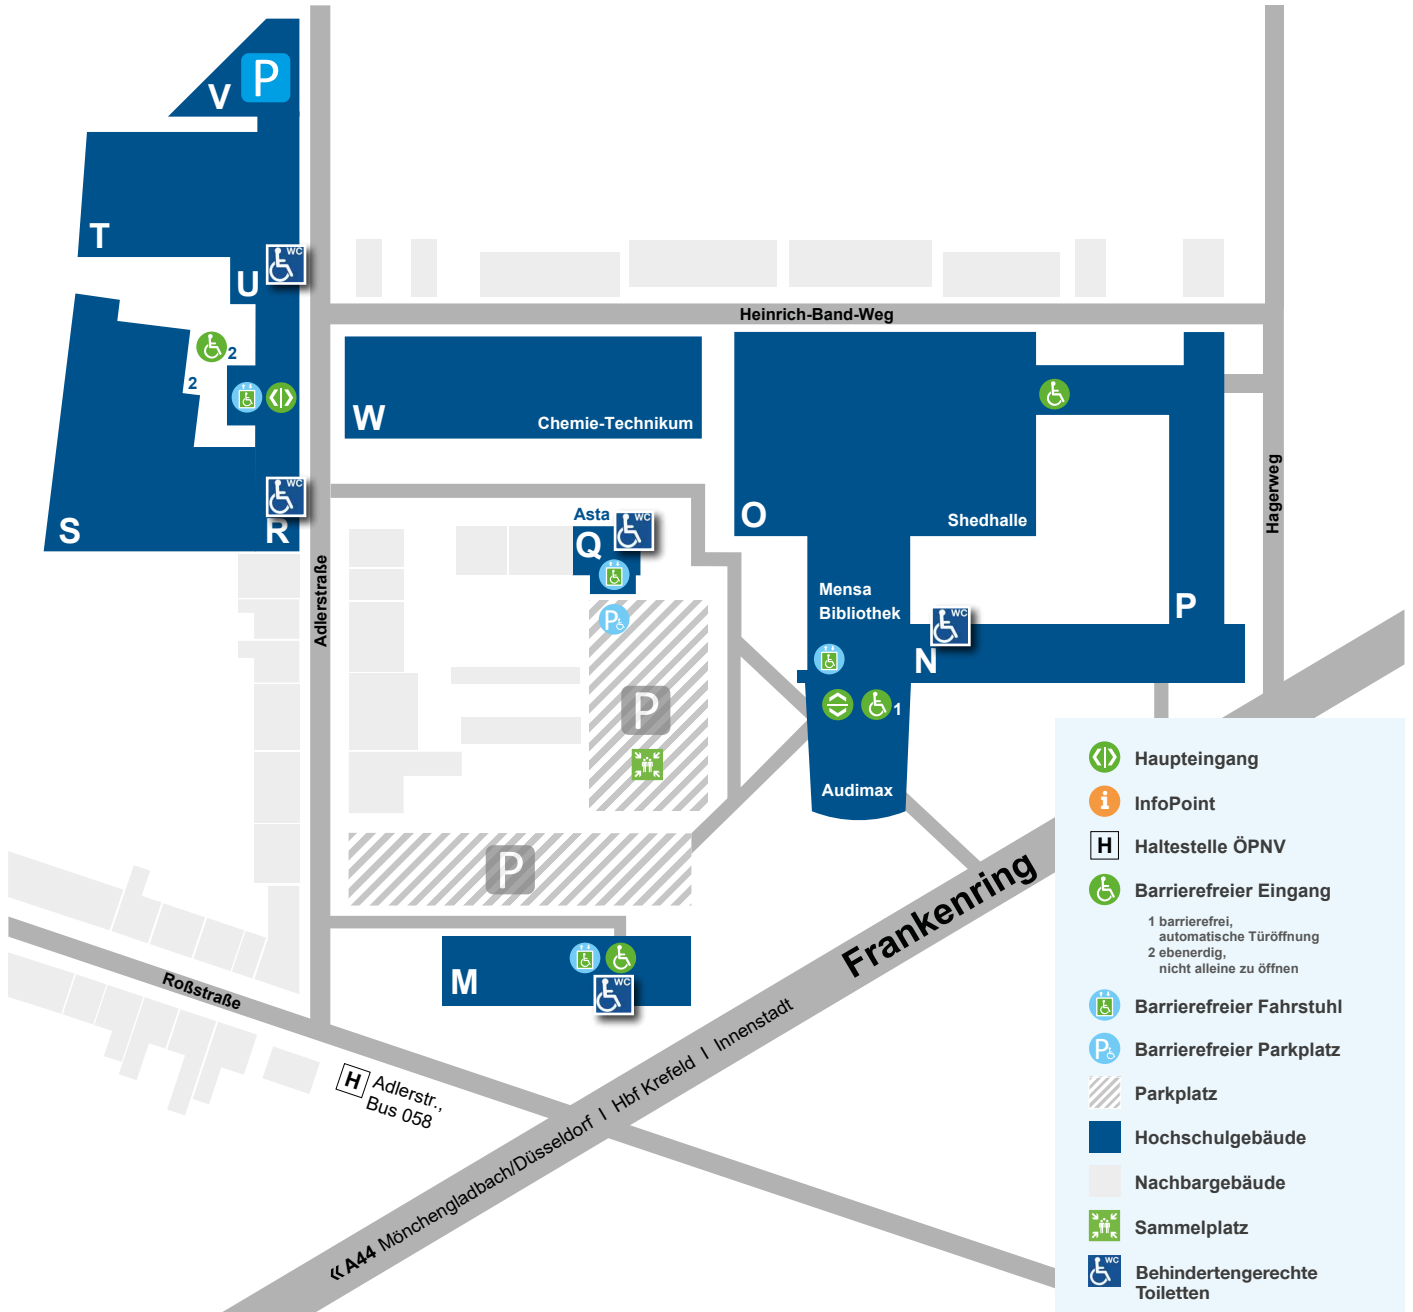 V
P
T
WC
U
Heinrich-Band-Weg
2
2
W
Chemie-Technikum
WC
S
R
Adlerstraße
Hagerweg
Asta
WC
Q
P
P
O
Shedhalle
Mensa
Bibliothek
WC
N
P
1
Audimax
P
M
WC
Roßstraße
H Adlerstr.,
Bus 058
Frankenring
«A44 Mönchengladbach/Düsseldorf I Hbf Krefeld I Innenstadt
Haupteingang
i InfoPoint
H Haltestelle ÖPNV
Barrierefreier Eingang
1 barrierefrei,
automatische Türöffnung
2 ebenerdig,
nicht alleine zu öffnen
Barrierefreier Fahrstuhl
P Barrierefreier Parkplatz
Parkplatz
Hochschulgebäude
Nachbargebäude
Sammelplatz
WC Behindertengerechte
Toiletten